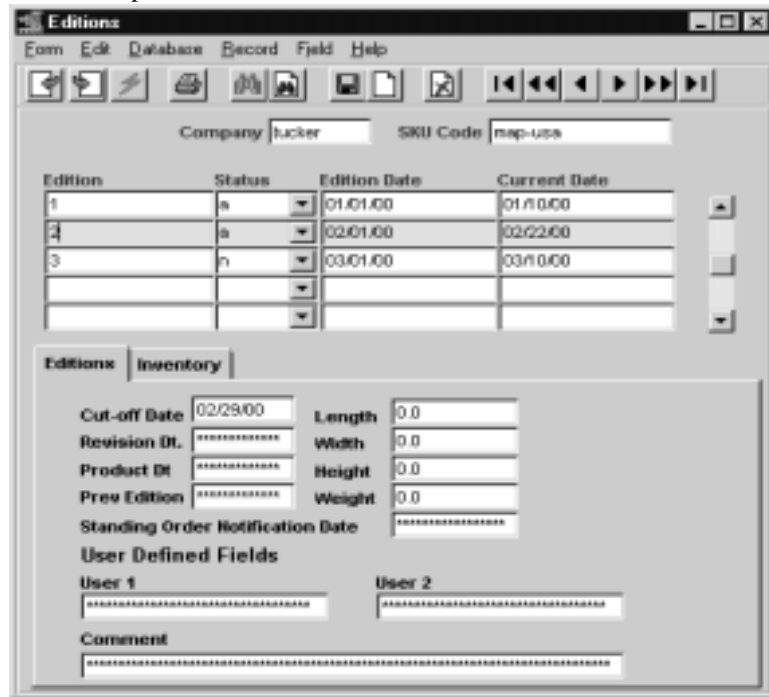 Editions
Form Edit Database Record Field Help
Company tucker SKU Code map-usa
Edition Status Edition Date Current Date
1 a 01/01/00 01/10/00
2 a 02/01/00 02/22/00
3 n 03/01/00 03/10/00
Editions Inventory
Cut-off Date 02/29/00 Length 0.0
Revision Dt. ************* Width 0.0
Product Dt ************* Height 0.0
Prev Edition ************* Weight 0.0
Standing Order Notification Date *****************
User Defined Fields
User 1 User 2
*********************************** ***********************************
Comment
**********************************************************************************